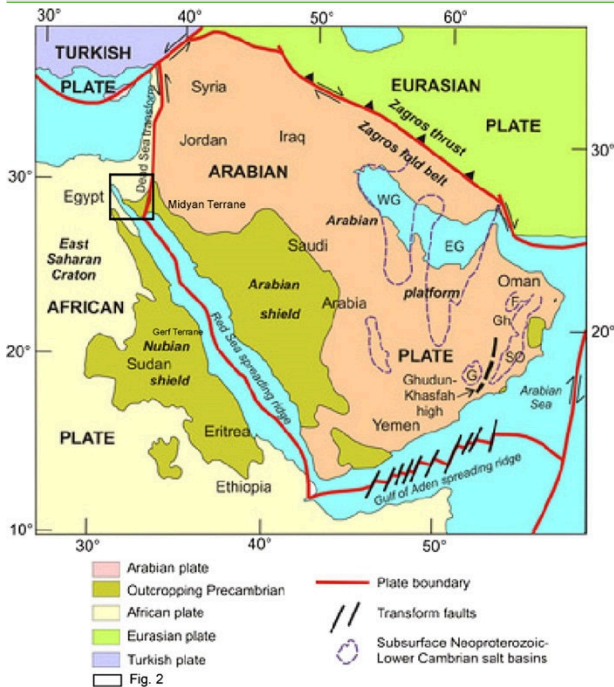 30°
40°
50°
60°
TURKISH
PLATE
Syria
EURASIAN
PLATE
Zagros thrust
Zagros fold belt
Dead Sea transform
Jordan
Iraq
ARABIAN
30°
30°
Egypt
Midyan Terrane
WG
Arabian
EG
East
Saharan
Craton
Saudi
Oman
AFRICAN
Arabian
shield
Arabia
platform
F
Gh
Red Sea spreading ridge
Gerf Terrane
Nubian
Sudan
shield
20°
20°
PLATE
SO
G
Ghudun-
Khasfah
high
Arabian
Sea
PLATE
Eritrea
Yemen
Ethiopia
Gulf of Aden spreading ridge
10°
30°
40°
50°
Arabian plate
Outcropping Precambrian
African plate
Eurasian plate
Turkish plate
Fig. 2
Plate boundary
Transform faults
Subsurface Neoproterozoic-
Lower Cambrian salt basins